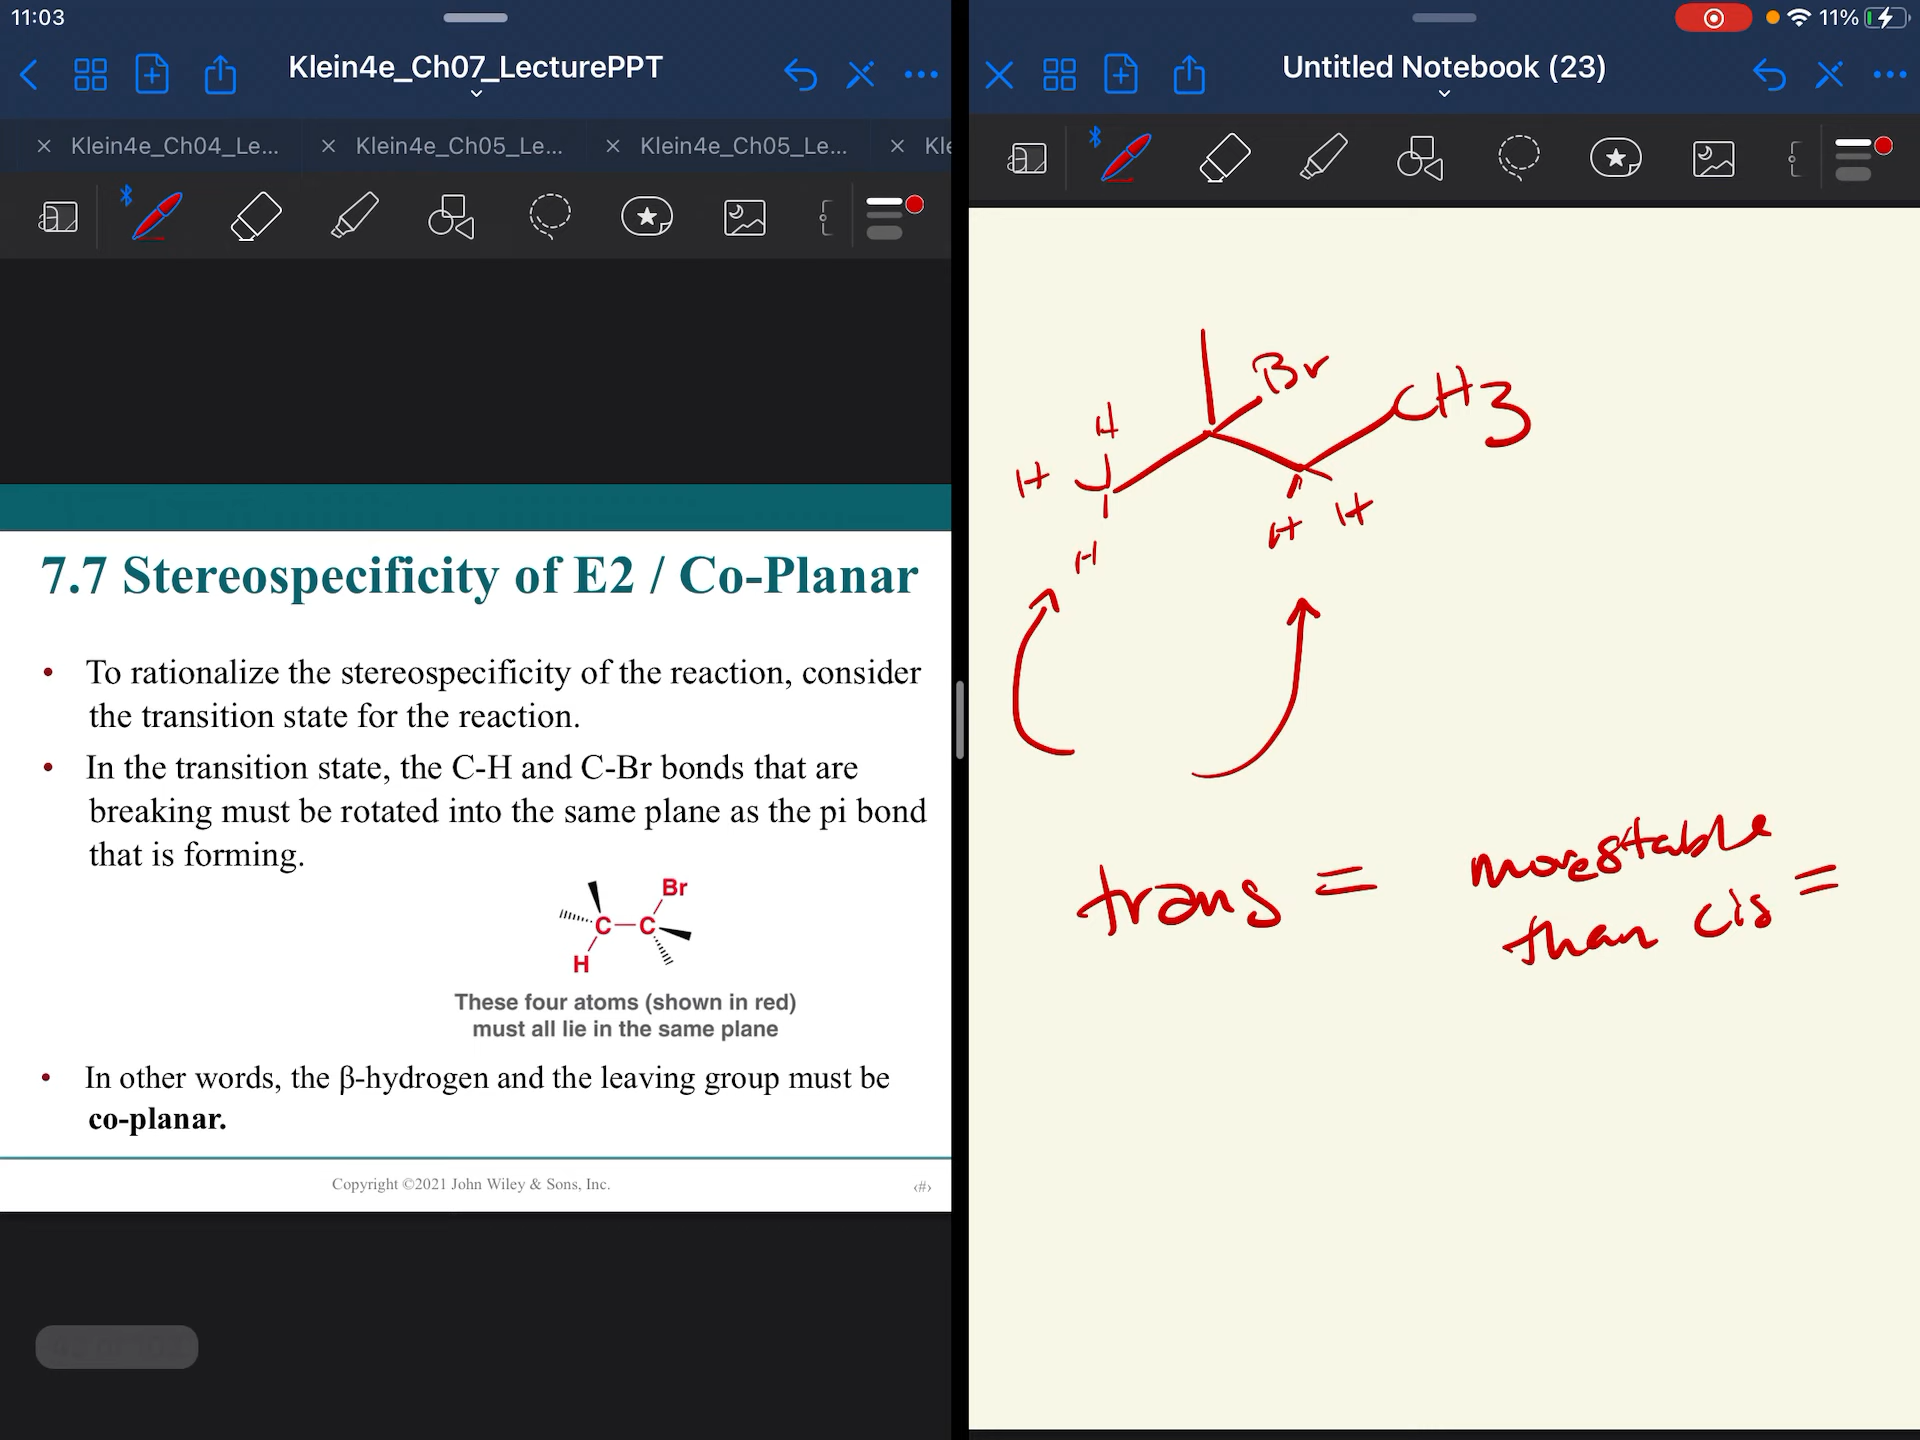 11:03
11%
Klein4e_Ch07_LecturePPT
Untitled Notebook (23)
Klein4e_Ch04_Le...
Klein4e_Ch05_Le...
Klein4e_Ch05_Le...
Kle
7.7 Stereospecificity of E2 / Co-Planar
• To rationalize the stereospecificity of the reaction, consider
the transition state for the reaction.
• In the transition state, the C-H and C-Br bonds that are
breaking must be rotated into the same plane as the pi bond
that is forming.
Br
C C
H
These four atoms (shown in red)
must all lie in the same plane
• In other words, the β-hydrogen and the leaving group must be
co-planar.
Copyright ©2021 John Wiley & Sons, Inc.
‹#›
Br
CH3
H
H
H
H
H
trans = more stable
than cis =